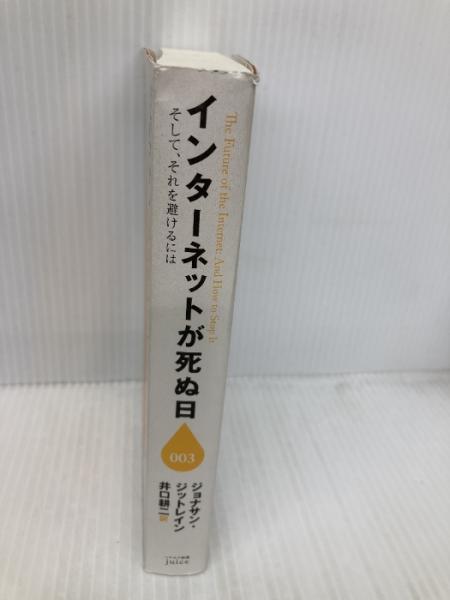 The Future of the Internet: And How to Stop It
インターネットが死ぬ日
そして、それを避けるには
003
ジョナサン・
ジットレイン
井口耕二 訳
juice